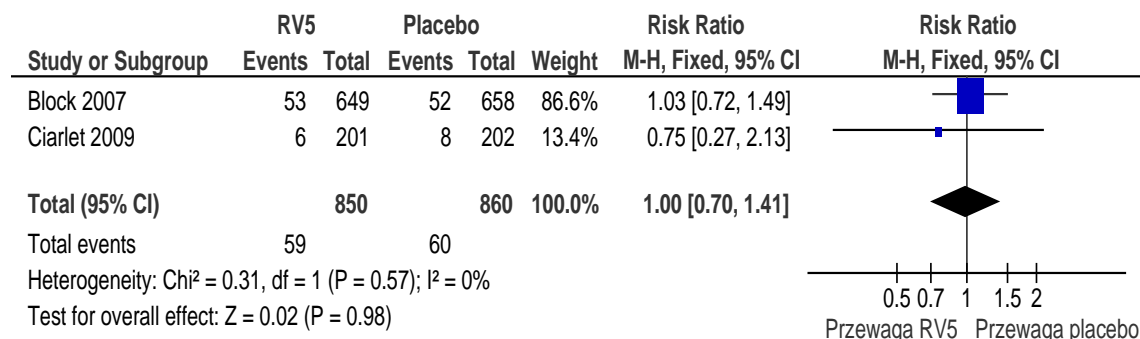 RV5 Placebo Risk Ratio Risk Ratio
Study or Subgroup Events Total Events Total Weight M-H, Fixed, 95% CI M-H, Fixed, 95% CI
Block 2007 53 649 52 658 86.6% 1.03 [0.72, 1.49]
Ciarlet 2009 6 201 8 202 13.4% 0.75 [0.27, 2.13]
Total (95% CI) 850 860 100.0% 1.00 [0.70, 1.41]
Total events 59 60
Heterogeneity: Chi² = 0.31, df = 1 (P = 0.57); I² = 0%
Test for overall effect: Z = 0.02 (P = 0.98)
0.5 0.7 1 1.5 2
Przewaga RV5 Przewaga placebo